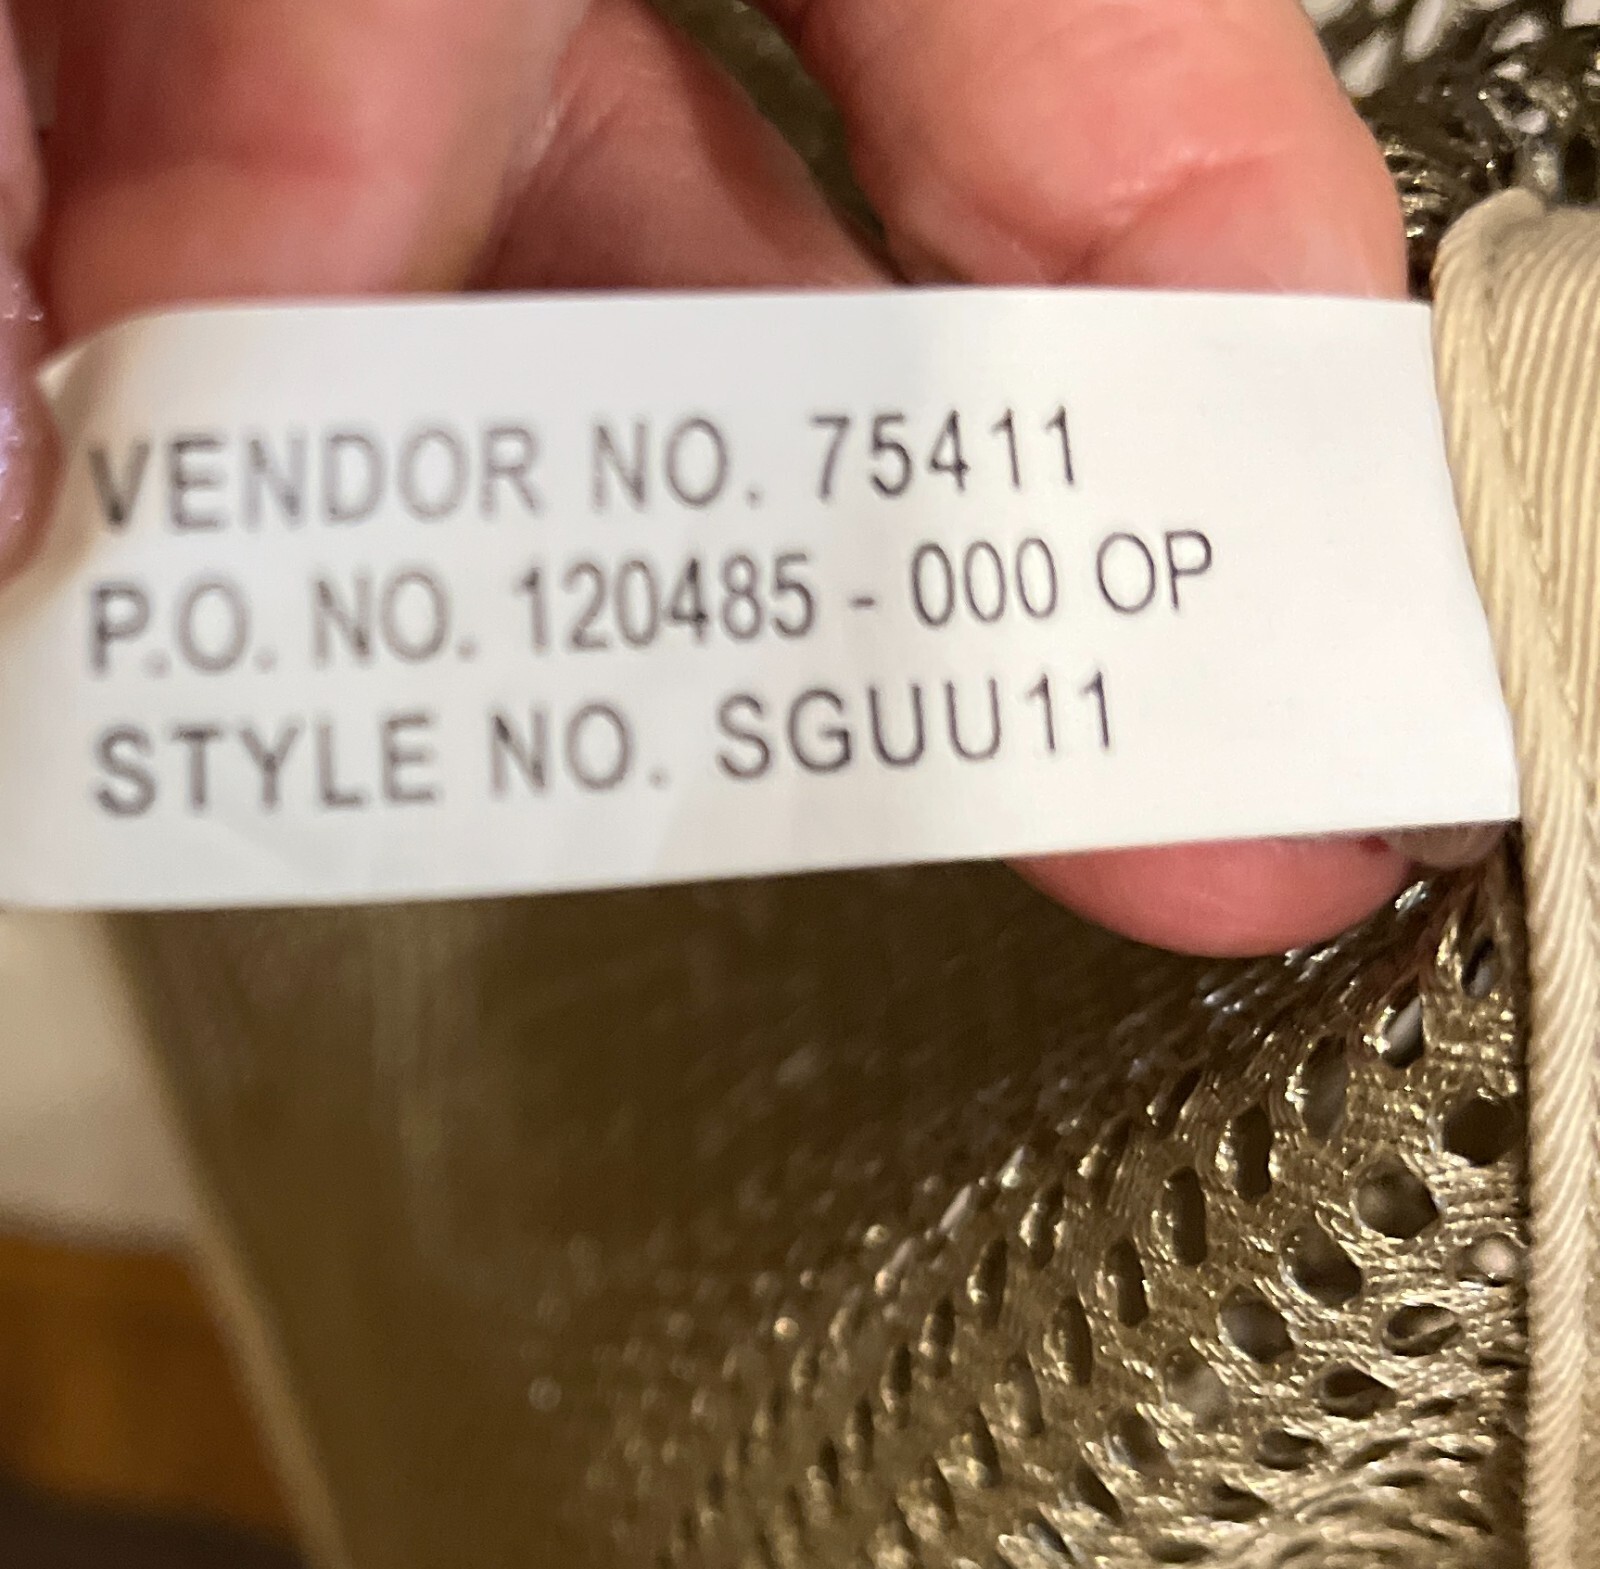 VENDOR NO. 75411
P.O. NO. 120485 - 000 OP
STYLE NO. SGUU11